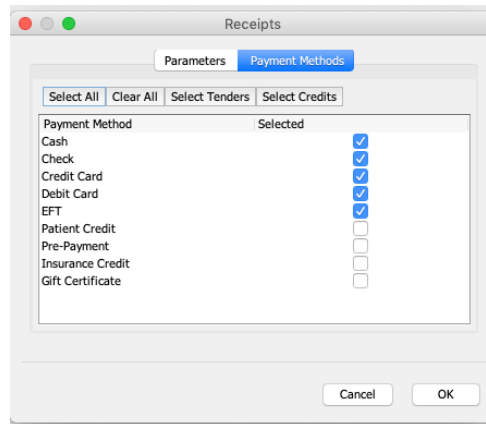 Receipts
Parameters Payment Methods
Select All Clear All Select Tenders Select Credits
Payment Method Selected
Cash
Check
Credit Card
Debit Card
EFT
Patient Credit
Pre-Payment
Insurance Credit
Gift Certificate
Cancel OK